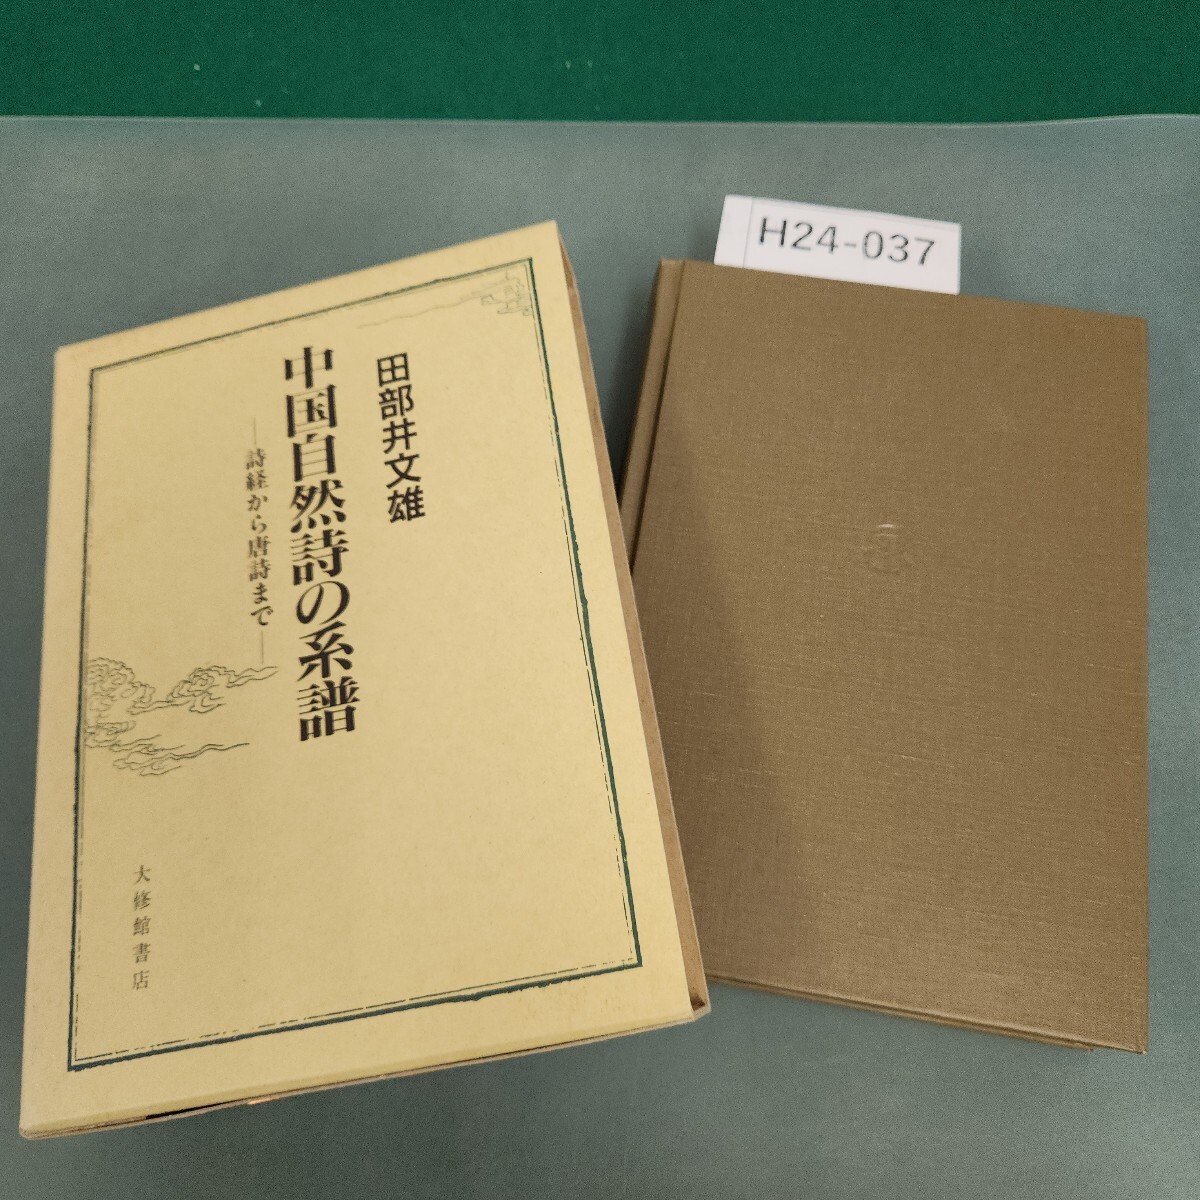 田部井文雄
中国自然詩の系譜
―詩経から唐詩まで―
大修館書店
H24-037